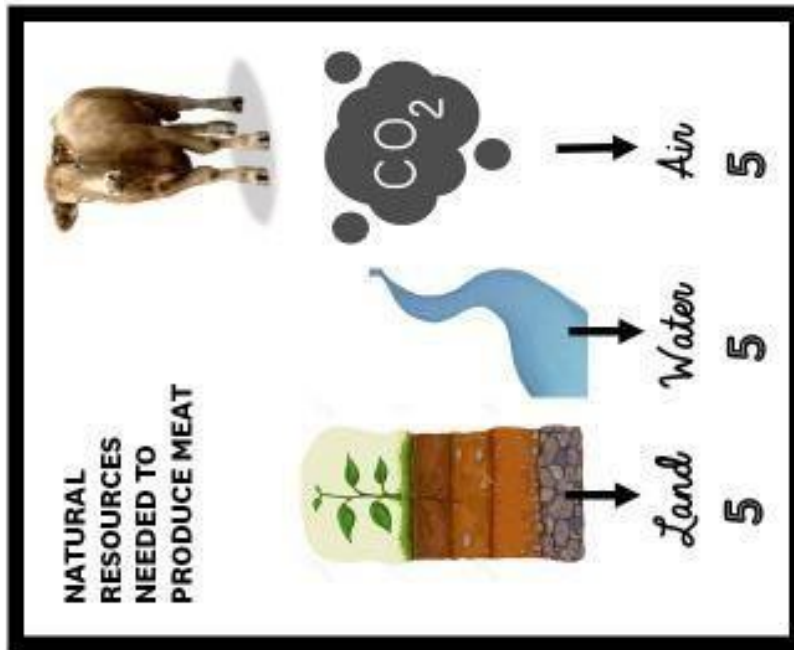 NATURAL
RESOURCES
NEEDED TO
PRODUCE MEAT
CO2
Land
Water
Air
5
5
5